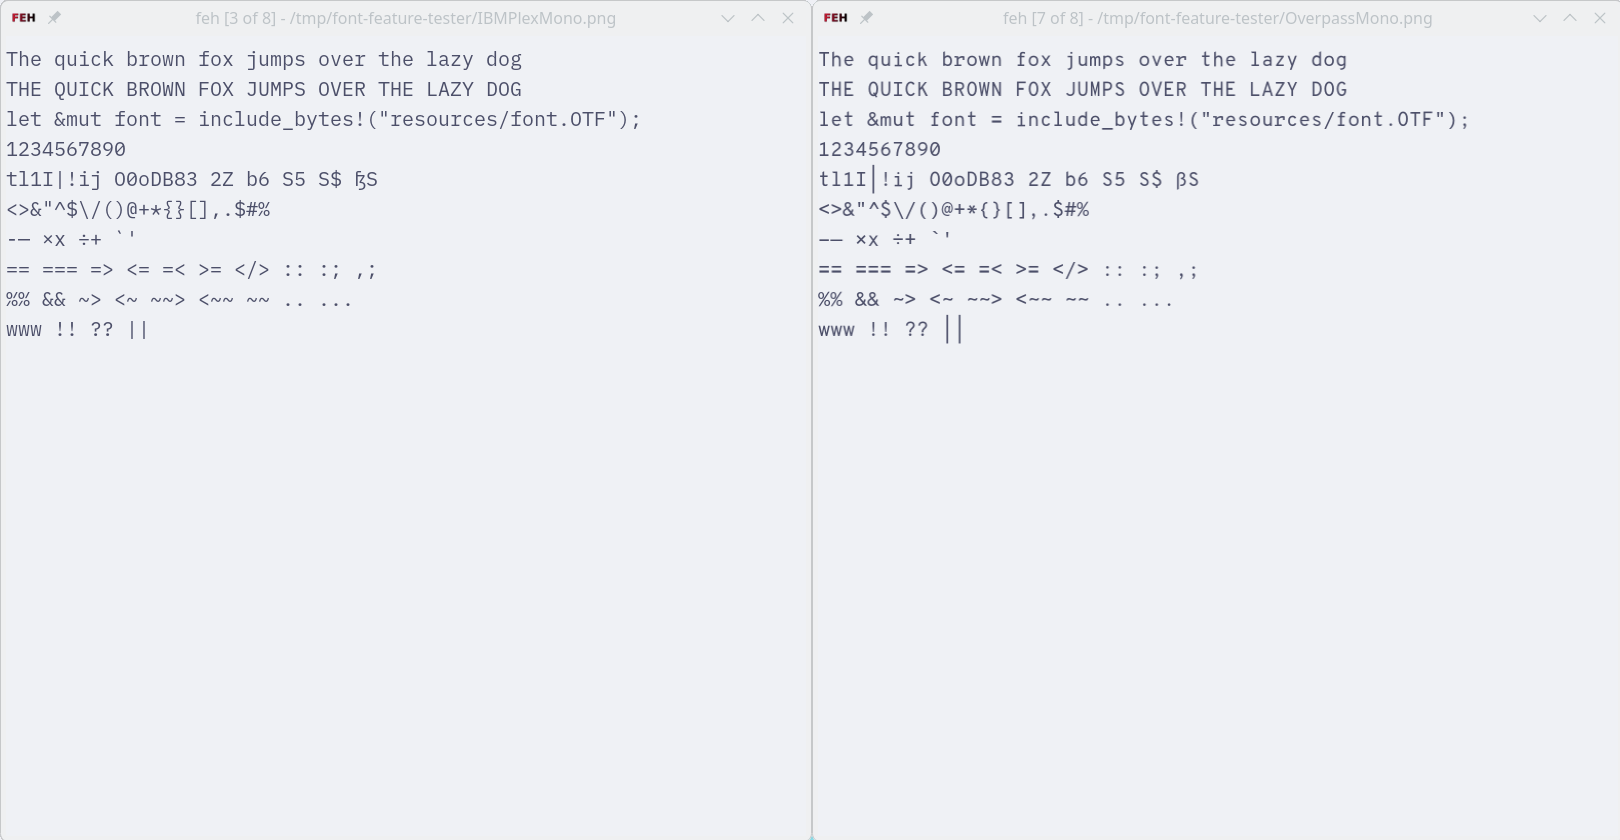 FEH feh [3 of 8] - /tmp/font-feature-tester/IBMPlexMono.png
The quick brown fox jumps over the lazy dog
THE QUICK BROWN FOX JUMPS OVER THE LAZY DOG
let &mut font = include_bytes!("resources/font.OTF");
1234567890
tl1I|!ij O0oDB83 2Z b6 S5 S$ ßS
<>&"^$\/()@+*{}[],.$#%
-— ×x ÷+ `'
== === => <= =< >= </> :: :; ,;
%% && ~> <~ ~~> <~~ ~~ .. ...
www !! ?? ||
FEH feh [7 of 8] - /tmp/font-feature-tester/OverpassMono.png
The quick brown fox jumps over the lazy dog
THE QUICK BROWN FOX JUMPS OVER THE LAZY DOG
let &mut font = include_bytes!("resources/font.OTF");
1234567890
tl1I|!ij O0oDB83 2Z b6 S5 S$ ßS
<>&"^$\/()@+*{}[],.$#%
-— ×x ÷+ `'
== === => <= =< >= </> :: :; ,;
%% && ~> <~ ~~> <~~ ~~ .. ...
www !! ?? ||